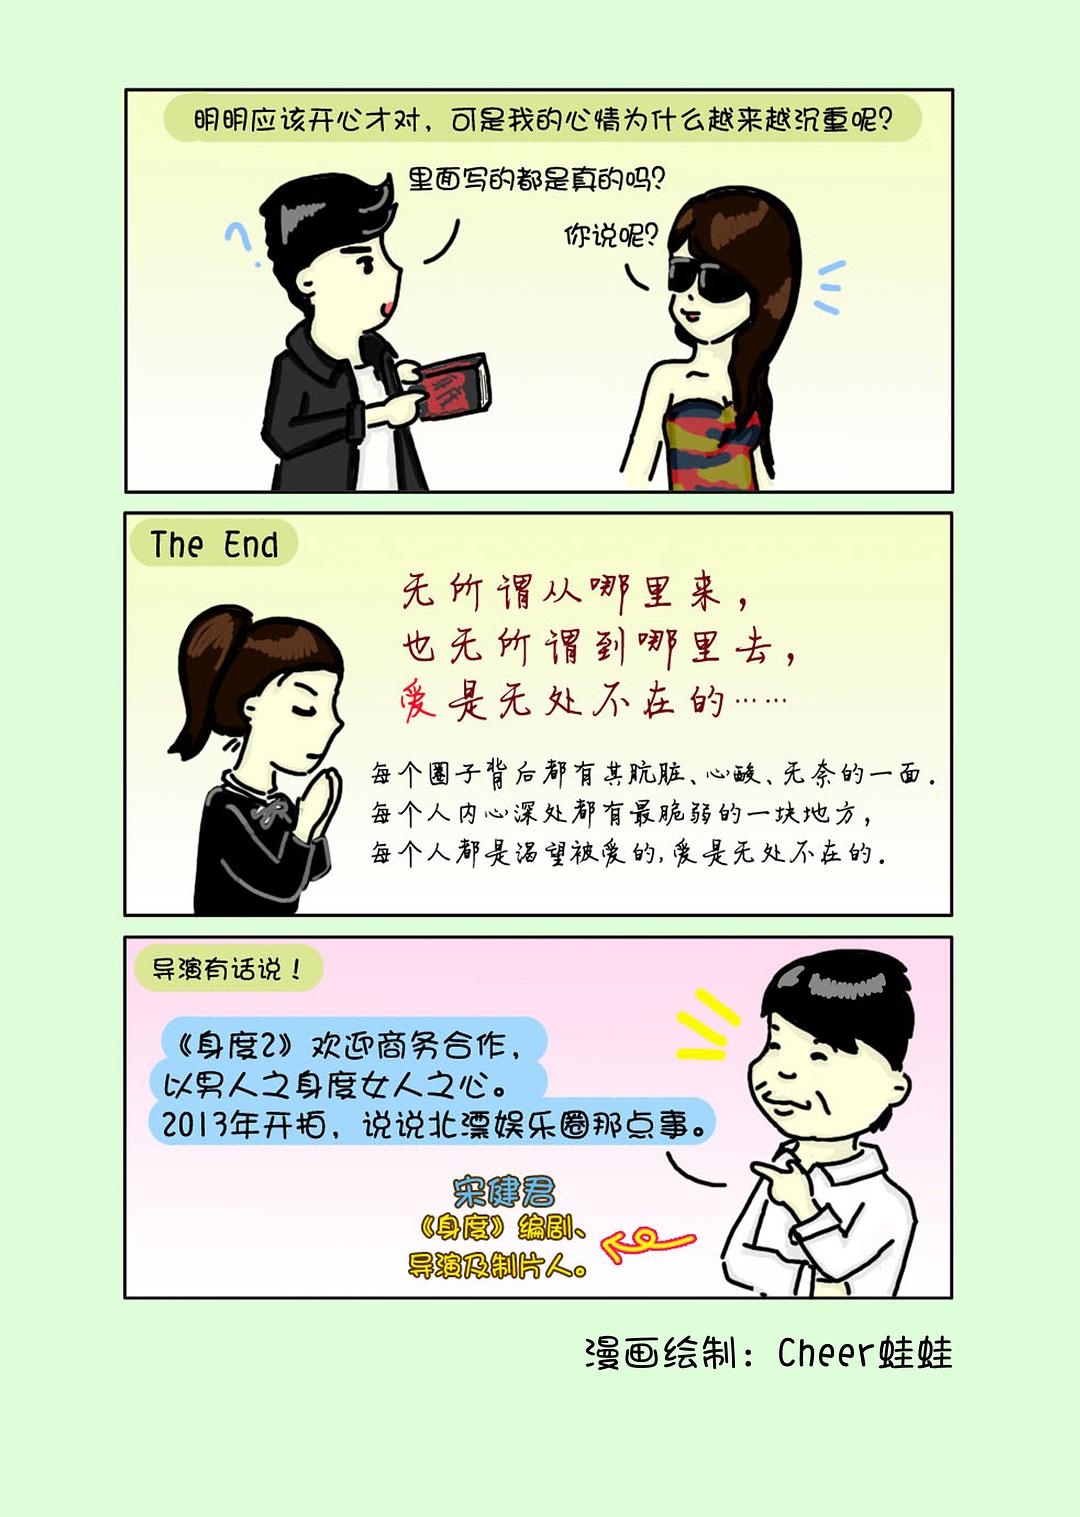 明明应该开心才对，可是我的心情为什么越来越沉重呢？
里面写的都是真的吗？
你说呢？
The End
无所谓从哪里来，
也无所谓到哪里去，
爱是无处不在的……
每个圈子背后都有其肮脏、心酸、无奈的一面．
每个人内心深处都有最脆弱的一块地方，
每个人都是渴望被爱的，爱是无处不在的．
导演有话说！
《身度2》欢迎商务合作，
以男人之身度女人之心。
2013年开拍，说说北漂娱乐圈那点事。
宋健君
《身度》编剧、
导演及制片人。
漫画绘制：Cheer蛙蛙